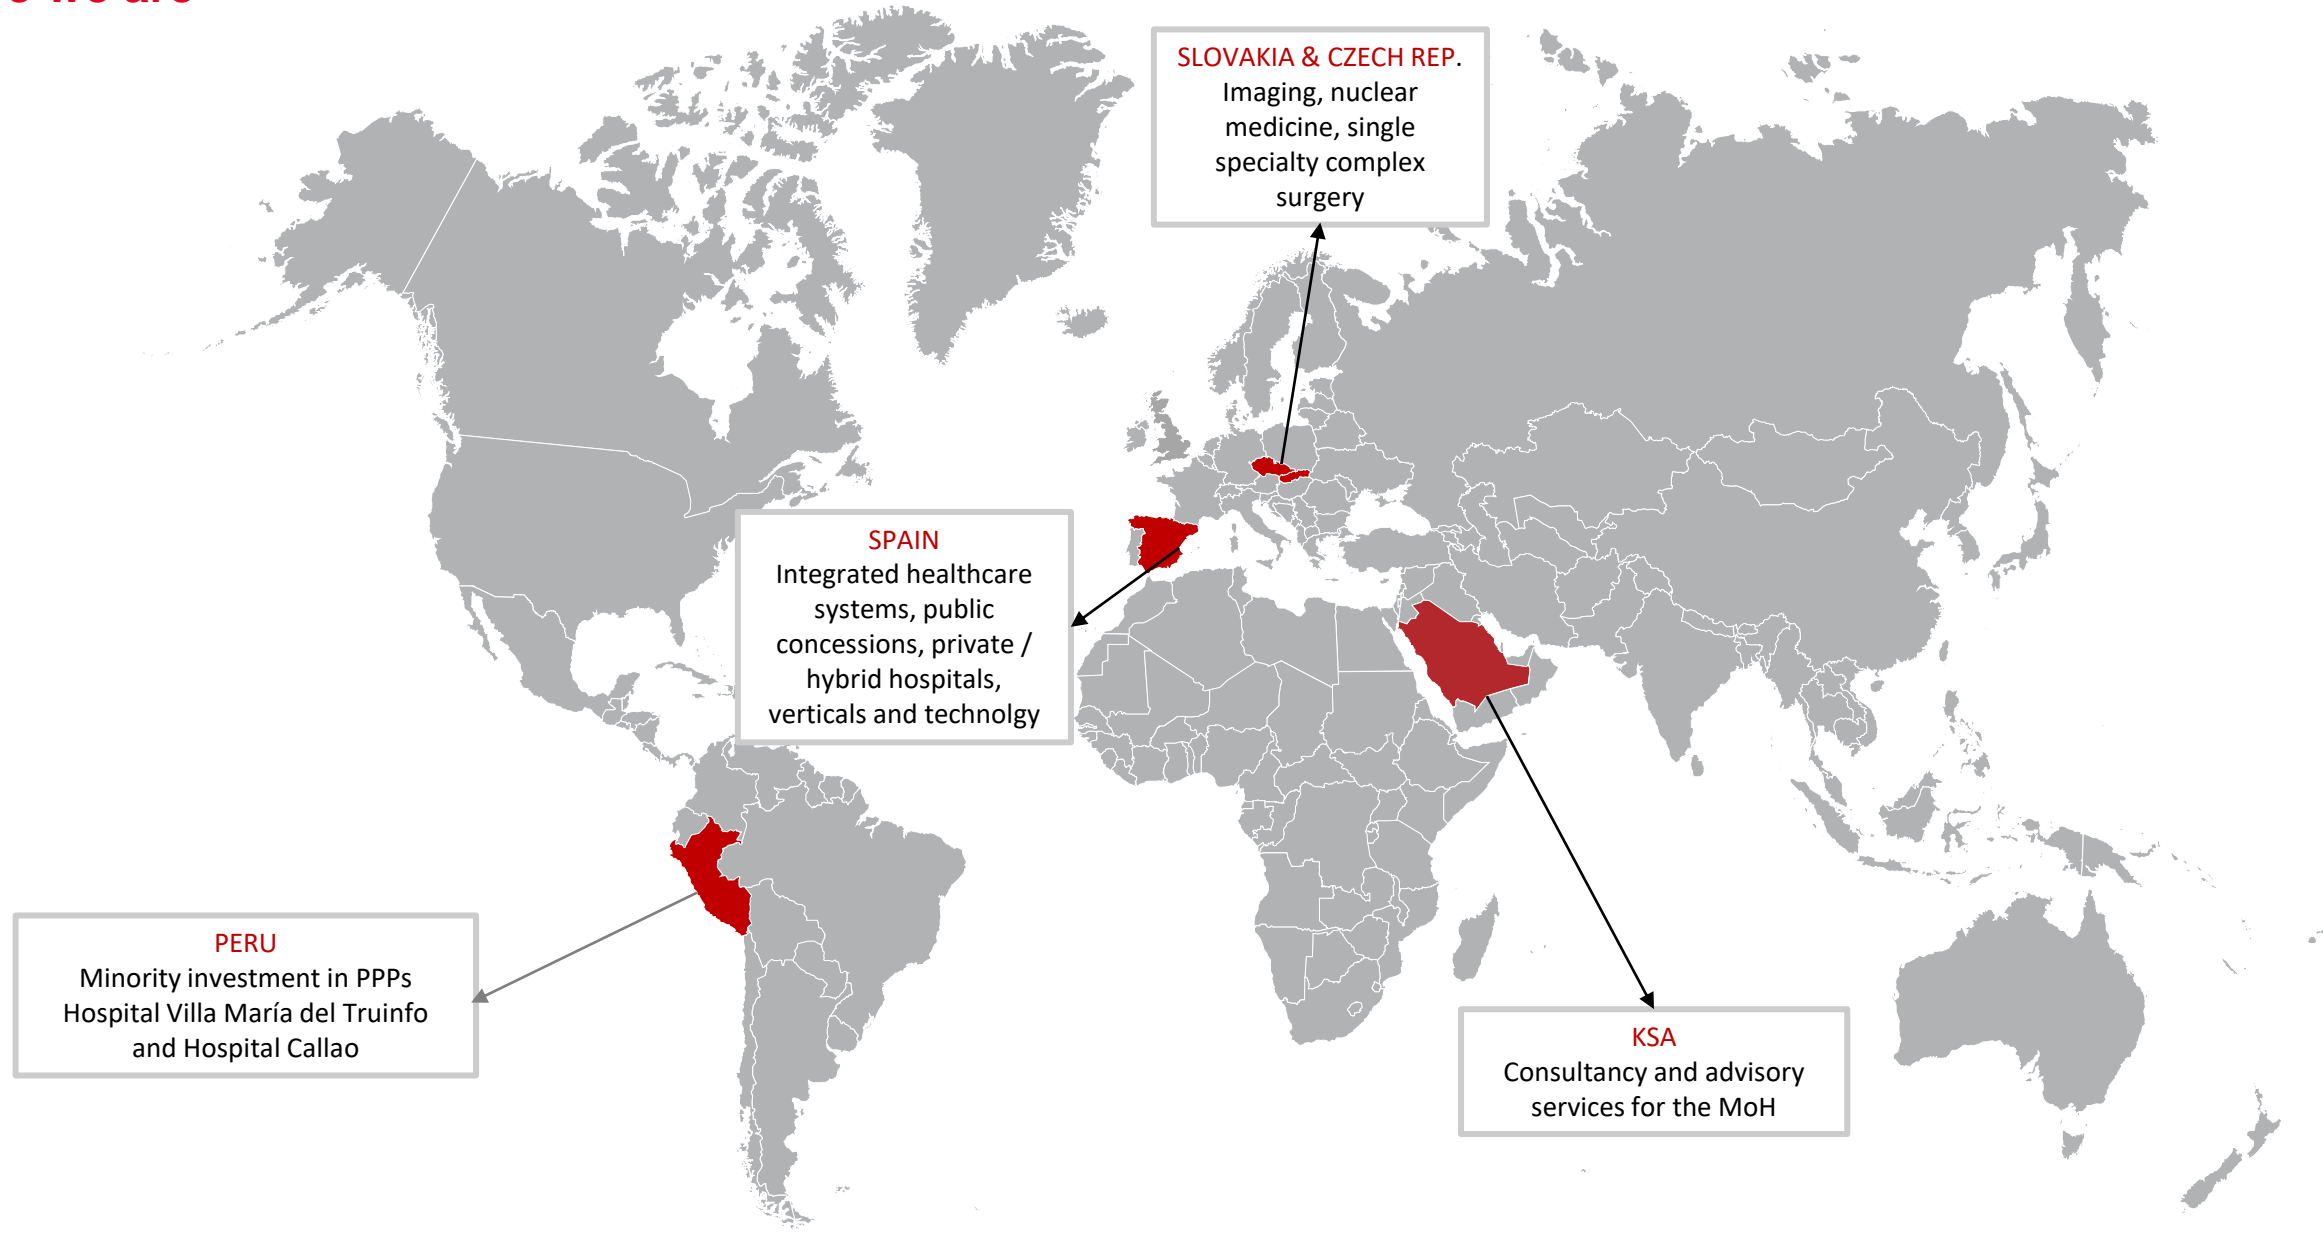 we are
SLOVAKIA & CZECH REP.
Imaging, nuclear
medicine, single
specialty complex
surgery
SPAIN
Integrated healthcare
systems, public
concessions, private /
hybrid hospitals,
verticals and technolgy
PERU
Minority investment in PPPs
Hospital Villa María del Truinfo
and Hospital Callao
KSA
Consultancy and advisory
services for the MoH